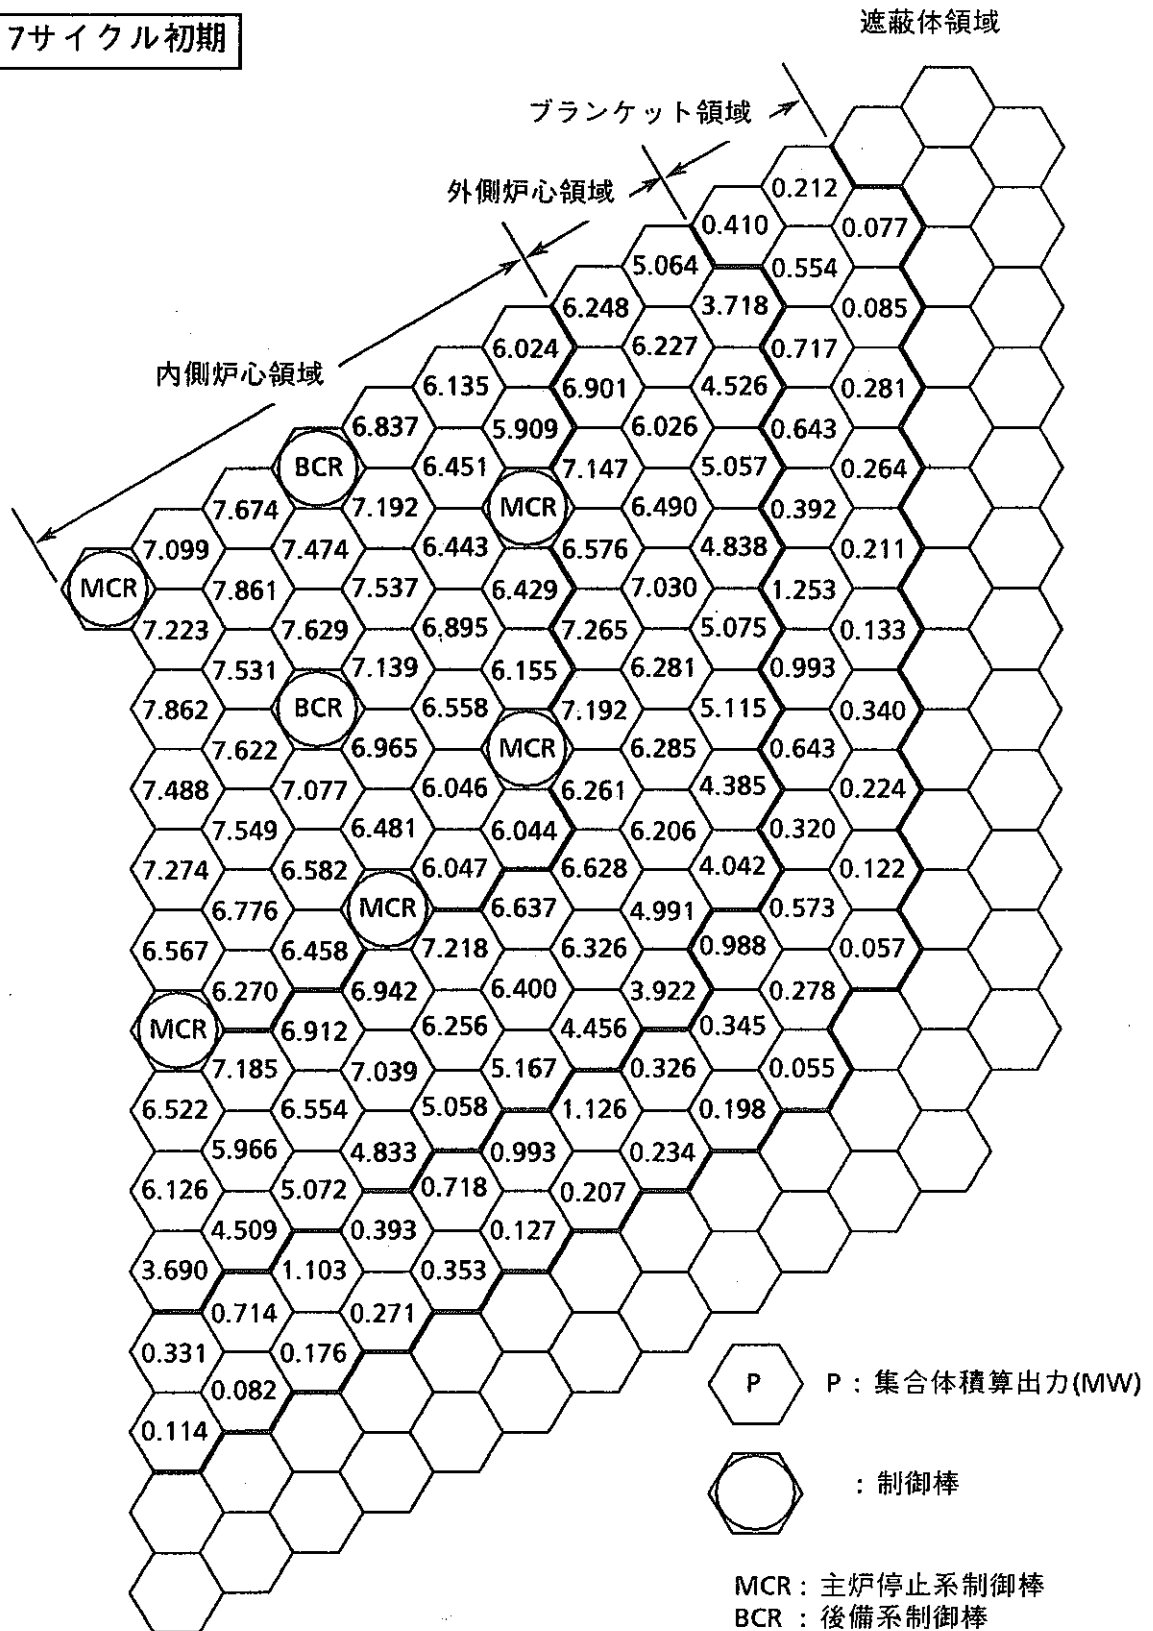 7サイクル初期
遮蔽体領域
ブランケット領域
外側炉心領域
内側炉心領域
0.212
0.410 0.077
5.064 0.554
6.248 3.718 0.085
6.024 6.227 0.717
6.135 6.901 4.526 0.281
6.837 5.909 6.026 0.643
BCR 6.451 7.147 5.057 0.264
7.674 7.192 MCR 6.490 0.392
7.099 7.474 6.443 6.576 4.838 0.211
MCR 7.861 7.537 6.429 7.030 1.253
7.223 7.629 6.895 7.265 5.075 0.133
7.531 7.139 6.155 6.281 0.993
7.862 BCR 6.558 7.192 5.115 0.340
7.622 6.965 MCR 6.285 0.643
7.488 7.077 6.046 6.261 4.385 0.224
7.549 6.481 6.044 6.206 0.320
7.274 6.582 6.047 6.628 4.042 0.122
6.776 MCR 6.637 4.991 0.573
6.567 6.458 7.218 6.326 0.988 0.057
6.270 6.942 6.400 3.922 0.278
MCR 6.912 6.256 4.456 0.345
7.185 7.039 5.167 0.326 0.055
6.522 6.554 5.058 1.126 0.198
5.966 4.833 0.993 0.234
6.126 5.072 0.718 0.207
4.509 0.393 0.127
3.690 1.103 0.353
0.714 0.271
0.331 0.176
0.082
0.114
P P：集合体積算出力(MW)
：制御棒
MCR：主炉停止系制御棒
BCR：後備系制御棒